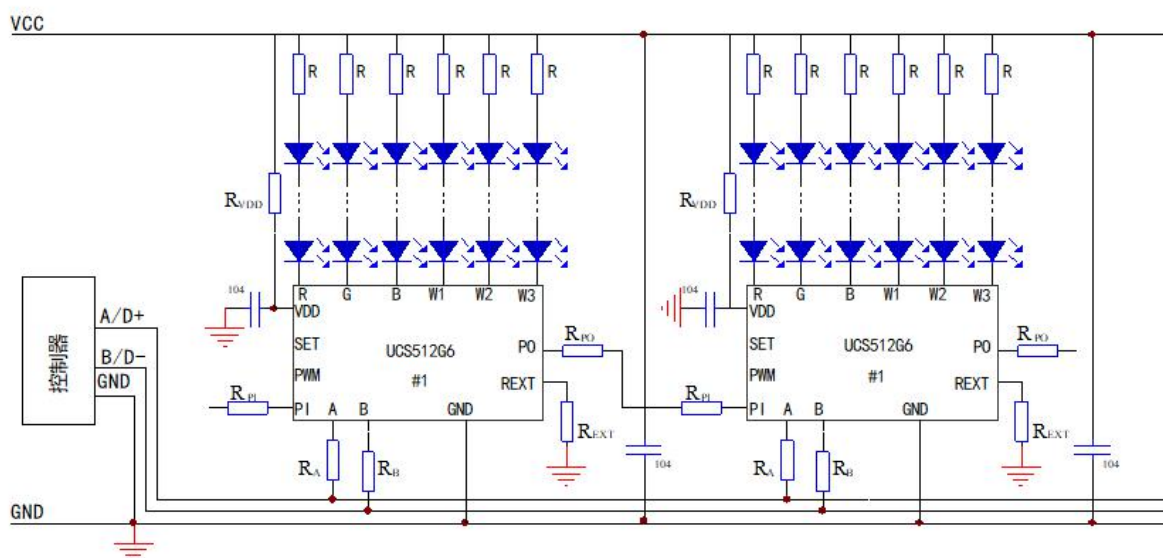 VCC
R R R R R R R R R R R R
RVDD RVDD
104 R G B W1 W2 W3 104 R G B W1 W2 W3
VDD VDD
A/D+ SET UCS512G6 PO RPO SET UCS512G6 PO RPO
B/D- PWM #1 REXT PWM #1 REXT
控制器 GND RPI PI A B GND RPI PI A B GND
REXT REXT
RA RB 104 RA RB 104
GND